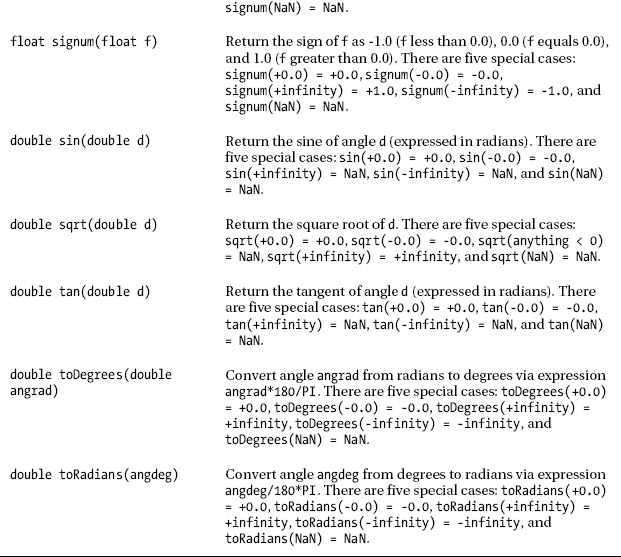 signum(NaN) = NaN.
float signum(float f)
Return the sign of f as -1.0 (f less than 0.0), 0.0 (f equals 0.0),
and 1.0 (f greater than 0.0). There are five special cases:
signum(+0.0) = +0.0, signum(-0.0) = -0.0,
signum(+infinity) = +1.0, signum(-infinity) = -1.0, and
signum(NaN) = NaN.
double sin(double d)
Return the sine of angle d (expressed in radians). There are
five special cases: sin(+0.0) = +0.0, sin(-0.0) = -0.0,
sin(+infinity) = NaN, sin(-infinity) = NaN, and sin(NaN)
= NaN.
double sqrt(double d)
Return the square root of d. There are five special cases:
sqrt(+0.0) = +0.0, sqrt(-0.0) = -0.0, sqrt(anything < 0)
= NaN, sqrt(+infinity) = +infinity, and sqrt(NaN) = NaN.
double tan(double d)
Return the tangent of angle d (expressed in radians). There
are five special cases: tan(+0.0) = +0.0, tan(-0.0) = -0.0,
tan(+infinity) = NaN, tan(-infinity) = NaN, and tan(NaN)
= NaN.
double toDegrees(double
angrad)
Convert angle angrad from radians to degrees via expression
angrad*180/PI. There are five special cases: toDegrees(+0.0)
= +0.0, toDegrees(-0.0) = -0.0, toDegrees(+infinity) =
+infinity, toDegrees(-infinity) = -infinity, and
toDegrees(NaN) = NaN.
double toRadians(angdeg)
Convert angle angdeg from degrees to radians via expression
angdeg/180*PI. There are five special cases: toRadians(+0.0)
= +0.0, toRadians(-0.0) = -0.0, toRadians(+infinity) =
+infinity, toRadians(-infinity) = -infinity, and
toRadians(NaN) = NaN.